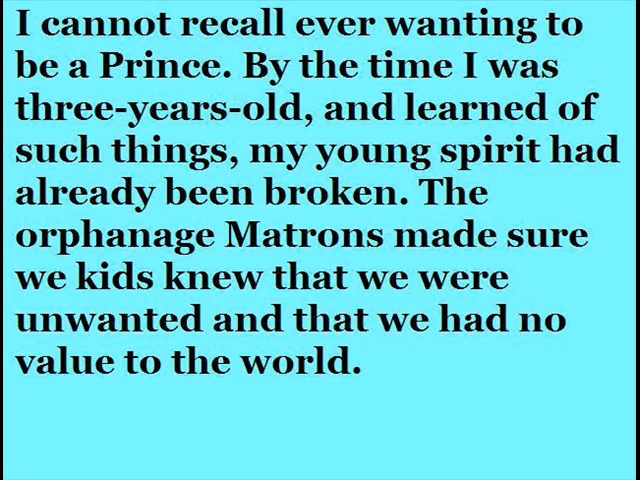 I cannot recall ever wanting to
be a Prince. By the time I was
three-years-old, and learned of
such things, my young spirit had
already been broken. The
orphanage Matrons made sure
we kids knew that we were
unwanted and that we had no
value to the world.